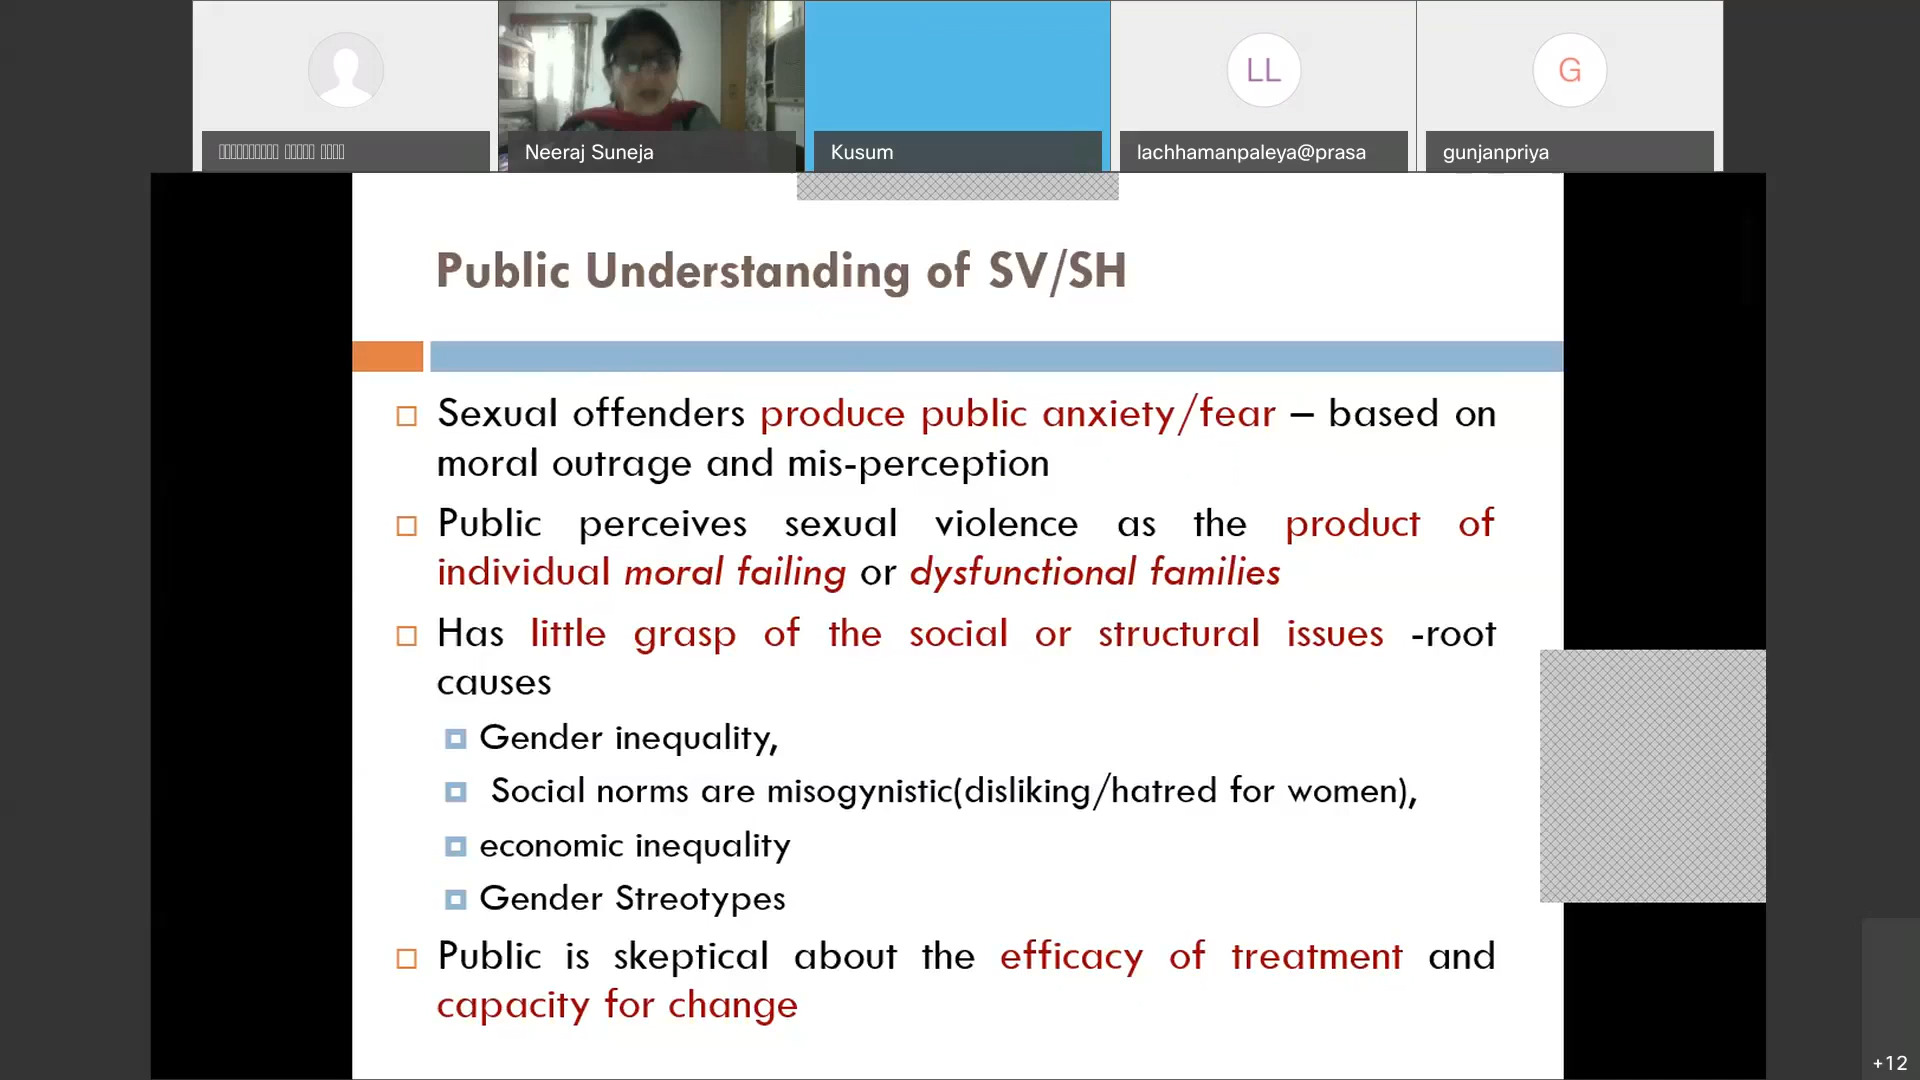 Neeraj Suneja
Kusum
LL
lachhamanpaleya@prasa
G
gunjanpriya
Public Understanding of SV/SH
Sexual offenders produce public anxiety/fear – based on
moral outrage and mis-perception
Public perceives sexual violence as the product of
individual moral failing or dysfunctional families
Has little grasp of the social or structural issues -root
causes
Gender inequality,
Social norms are misogynistic(disliking/hatred for women),
economic inequality
Gender Streotypes
Public is skeptical about the efficacy of treatment and
capacity for change
+12